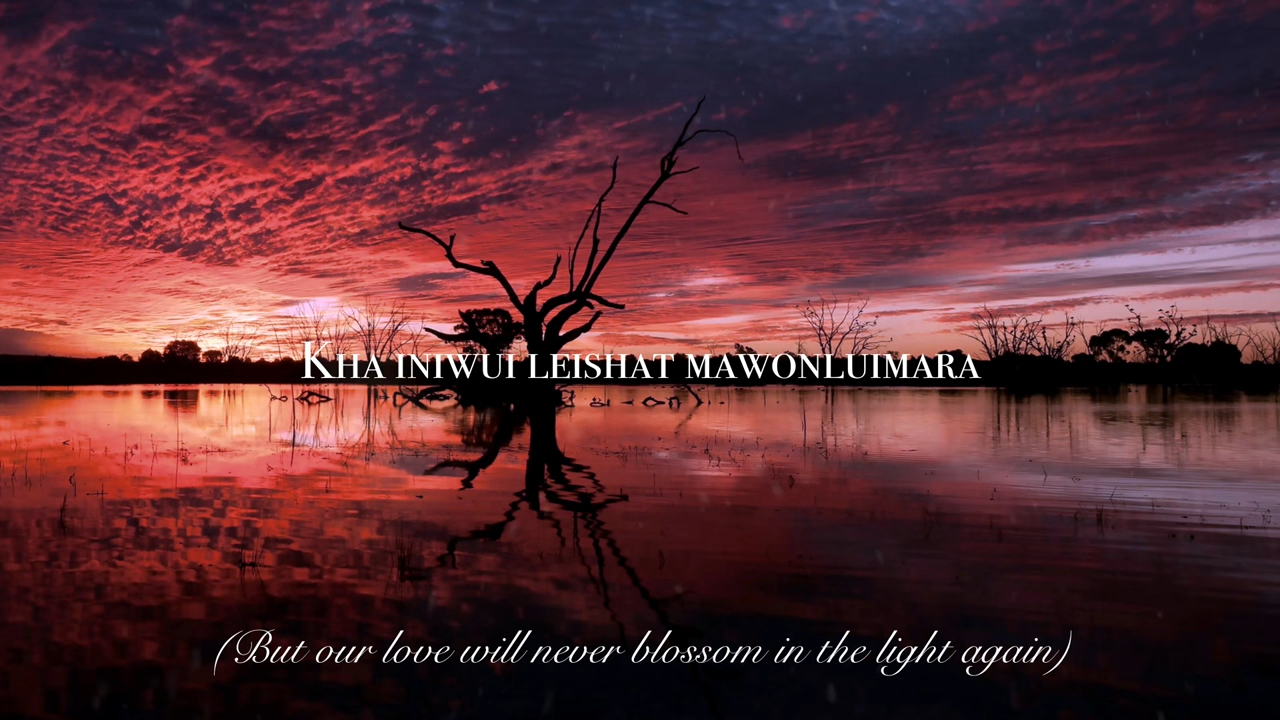 Kha iniwui leishat mawonluimara
(But our love will never blossom in the light again)